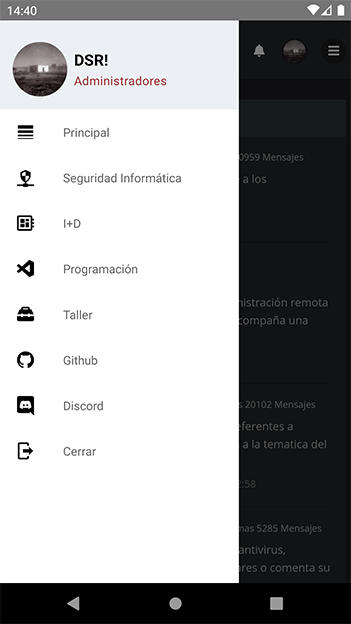 14:40
DSR!
Administradores
Principal
Seguridad Informática
I+D
Programación
Taller
Github
Discord
Cerrar
0959 Mensajes
a los
nistración remota
compaña una
s 20102 Mensajes
eferentes a
a la tematica del
2:58
mas 5285 Mensajes
antivirus,
ares o comenta su